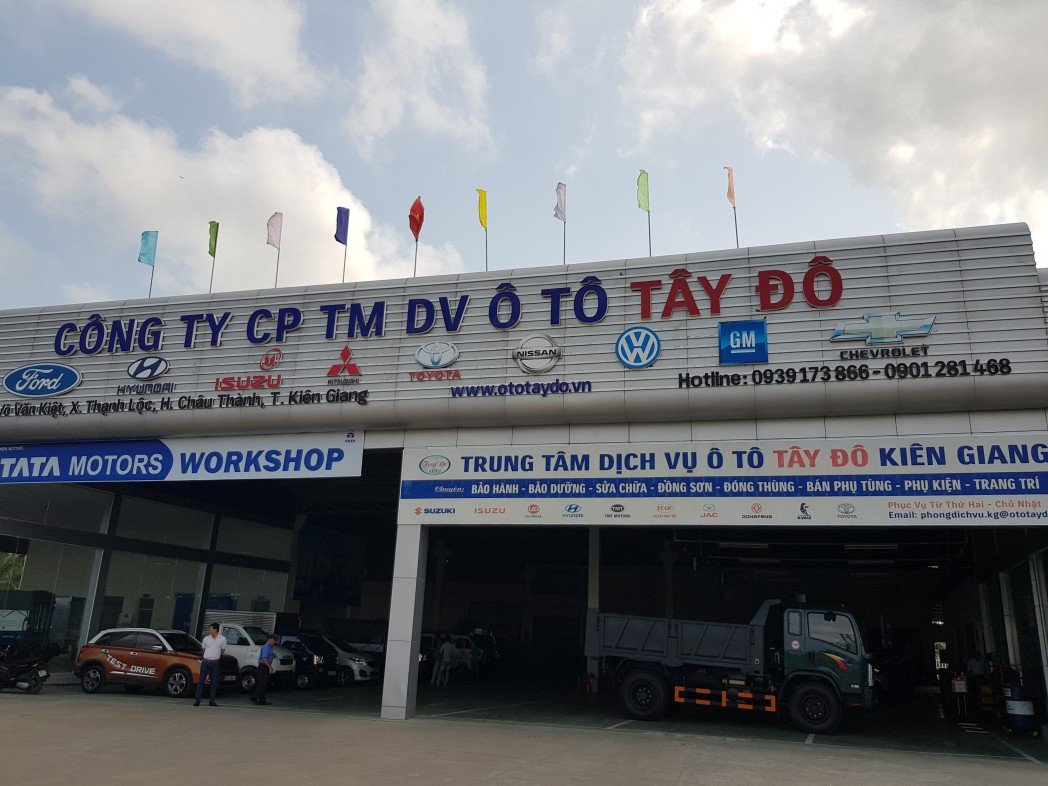 CÔNG TY CP TM DV Ô TÔ TÂY ĐÔ
Ford HYUNDAI ISUZU MITSUBISHI TOYOTA NISSAN GM CHEVROLET
Võ Văn Kiệt, X. Thạnh Lộc, H. Châu Thành, T. Kiên Giang
www.ototaydo.vn
Hotline: 0939 173 866 - 0901 281 468
TATA MOTORS WORKSHOP
TATA
TRUNG TÂM DỊCH VỤ Ô TÔ TÂY ĐÔ KIÊN GIANG
Chuyên: BẢO HÀNH - BẢO DƯỠNG - SỬA CHỮA - ĐỒNG SƠN - ĐÓNG THÙNG - BÁN PHỤ TÙNG - PHỤ KIỆN - TRANG TRÍ
SUZUKI ISUZU HYUNDAI TMT MOTORS JAC DONGFENG KAMAZ TOYOTA
Phục Vụ Từ Thứ Hai - Chủ Nhật
Email: phongdichvu.kg@ototayd
TEST DRIVE